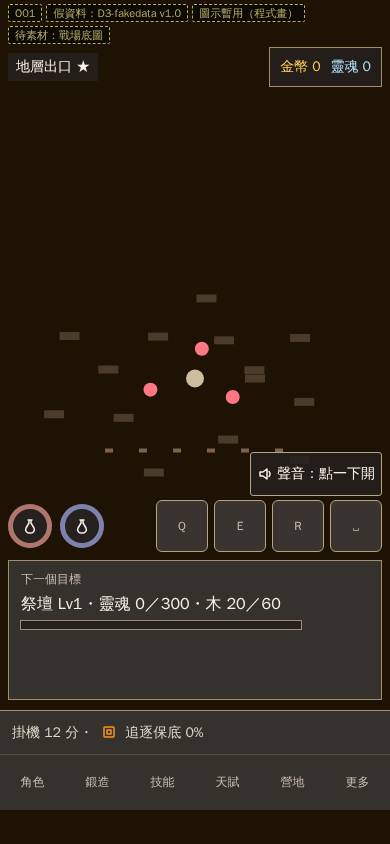 001 假資料：D3-fakedata v1.0 圖示暫用（程式畫）
待素材：戰場底圖
地層出口 ★ 金幣 0 靈魂 0
聲音：點一下開
Q E R ␣
下一個目標
祭壇 Lv1・靈魂 0／300・木 20／60
掛機 12 分・ 追逐保底 0%
角色 鍛造 技能 天賦 營地 更多